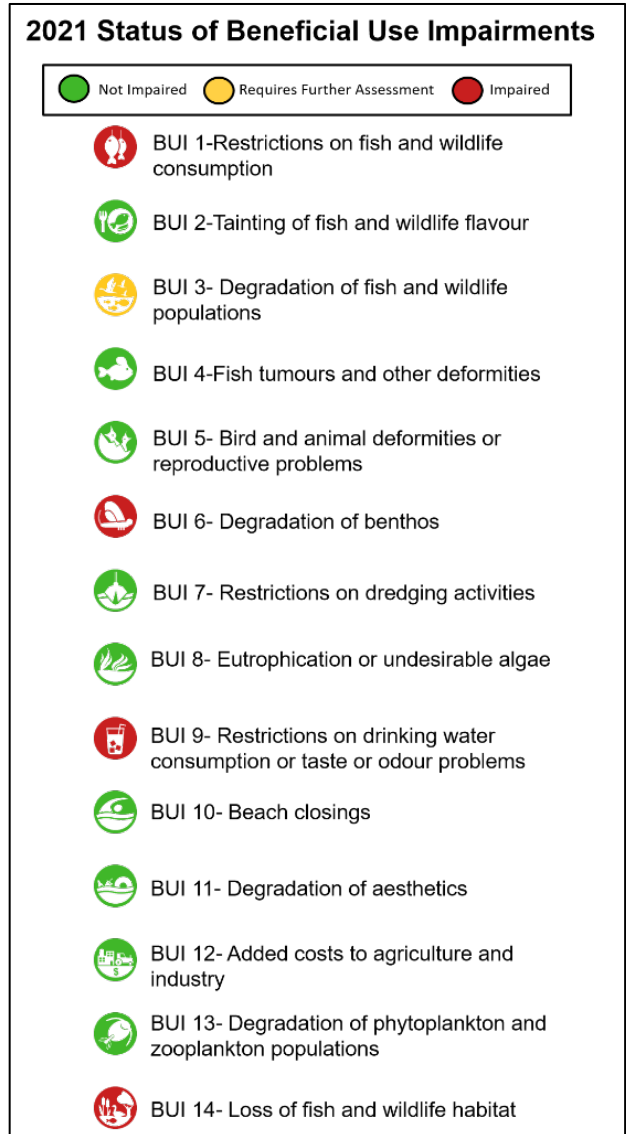 2021 Status of Beneficial Use Impairments
Not Impaired Requires Further Assessment Impaired
BUI 1-Restrictions on fish and wildlife
consumption
BUI 2-Tainting of fish and wildlife flavour
BUI 3- Degradation of fish and wildlife
populations
BUI 4-Fish tumours and other deformities
BUI 5- Bird and animal deformities or
reproductive problems
BUI 6- Degradation of benthos
BUI 7- Restrictions on dredging activities
BUI 8- Eutrophication or undesirable algae
BUI 9- Restrictions on drinking water
consumption or taste or odour problems
BUI 10- Beach closings
BUI 11- Degradation of aesthetics
$
BUI 12- Added costs to agriculture and
industry
BUI 13- Degradation of phytoplankton and
zooplankton populations
BUI 14- Loss of fish and wildlife habitat